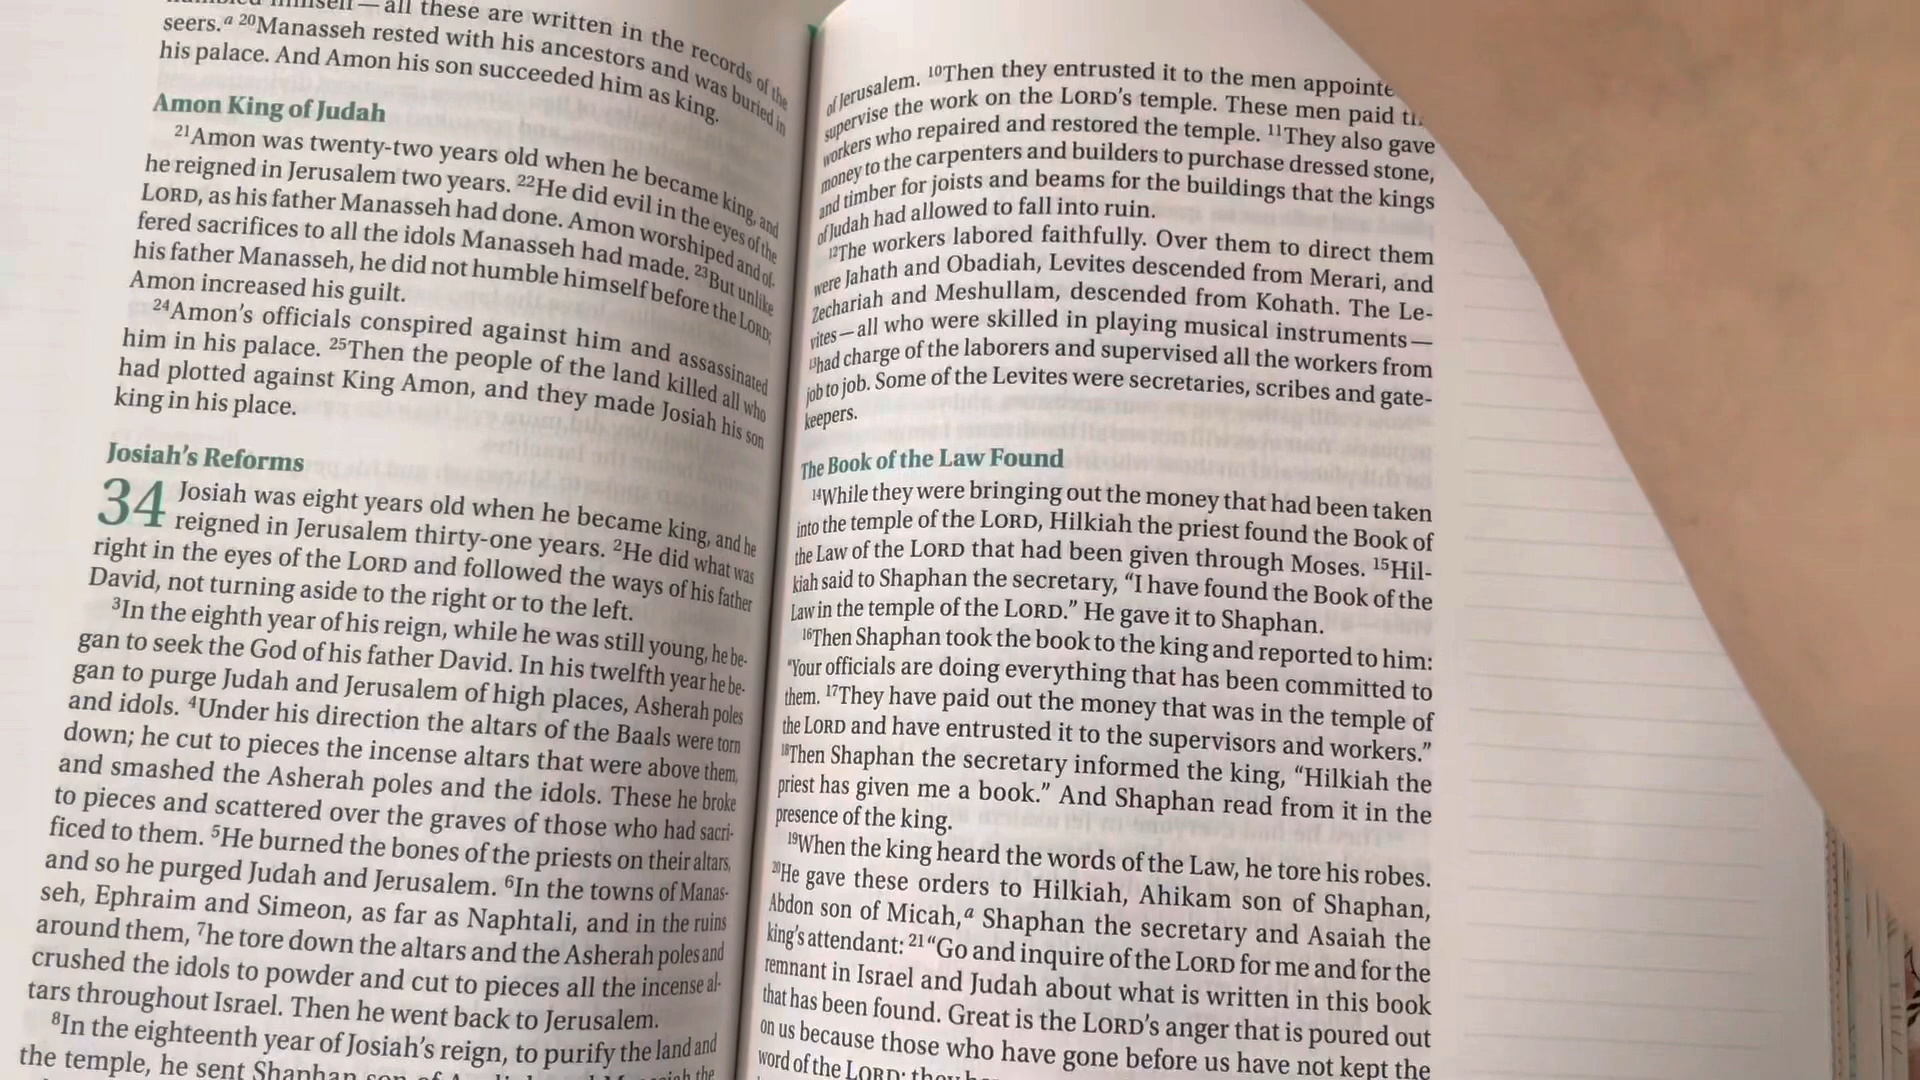 himself—all these are written in the records of the
seers.a 20Manasseh rested with his ancestors and was buried in
his palace. And Amon his son succeeded him as king.
Amon King of Judah
21Amon was twenty-two years old when he became king, and
he reigned in Jerusalem two years. 22He did evil in the eyes of the
LORD, as his father Manasseh had done. Amon worshiped and of-
fered sacrifices to all the idols Manasseh had made. 23But unlike
his father Manasseh, he did not humble himself before the LORD;
Amon increased his guilt.
24Amon's officials conspired against him and assassinated
him in his palace. 25Then the people of the land killed all who
had plotted against King Amon, and they made Josiah his son
king in his place.
Josiah's Reforms
34 Josiah was eight years old when he became king, and he
reigned in Jerusalem thirty-one years. 2He did what was
right in the eyes of the LORD and followed the ways of his father
David, not turning aside to the right or to the left.
3In the eighth year of his reign, while he was still young, he be-
gan to seek the God of his father David. In his twelfth year he be-
gan to purge Judah and Jerusalem of high places, Asherah poles
and idols. 4Under his direction the altars of the Baals were torn
down; he cut to pieces the incense altars that were above them,
and smashed the Asherah poles and the idols. These he broke
to pieces and scattered over the graves of those who had sacri-
ficed to them. 5He burned the bones of the priests on their altars,
and so he purged Judah and Jerusalem. 6In the towns of Manas-
seh, Ephraim and Simeon, as far as Naphtali, and in the ruins
around them, 7he tore down the altars and the Asherah poles and
crushed the idols to powder and cut to pieces all the incense al-
tars throughout Israel. Then he went back to Jerusalem.
8In the eighteenth year of Josiah's reign, to purify the land and
the temple, he sent Shaphan son of
of Jerusalem. 10Then they entrusted it to the men appointe
supervise the work on the LORD's temple. These men paid th
workers who repaired and restored the temple. 11They also gave
money to the carpenters and builders to purchase dressed stone,
and timber for joists and beams for the buildings that the kings
of Judah had allowed to fall into ruin.
12The workers labored faithfully. Over them to direct them
were Jahath and Obadiah, Levites descended from Merari, and
Zechariah and Meshullam, descended from Kohath. The Le-
vites—all who were skilled in playing musical instruments—
13had charge of the laborers and supervised all the workers from
job to job. Some of the Levites were secretaries, scribes and gate-
keepers.
The Book of the Law Found
14While they were bringing out the money that had been taken
into the temple of the LORD, Hilkiah the priest found the Book of
the Law of the LORD that had been given through Moses. 15Hil-
kiah said to Shaphan the secretary, "I have found the Book of the
Law in the temple of the LORD." He gave it to Shaphan.
16Then Shaphan took the book to the king and reported to him:
"Your officials are doing everything that has been committed to
them. 17They have paid out the money that was in the temple of
the LORD and have entrusted it to the supervisors and workers."
18Then Shaphan the secretary informed the king, "Hilkiah the
priest has given me a book." And Shaphan read from it in the
presence of the king.
19When the king heard the words of the Law, he tore his robes.
20He gave these orders to Hilkiah, Ahikam son of Shaphan,
Abdon son of Micah,a Shaphan the secretary and Asaiah the
king's attendant: 21"Go and inquire of the LORD for me and for the
remnant in Israel and Judah about what is written in this book
that has been found. Great is the LORD's anger that is poured out
on us because those who have gone before us have not kept the
word of the LORD; they